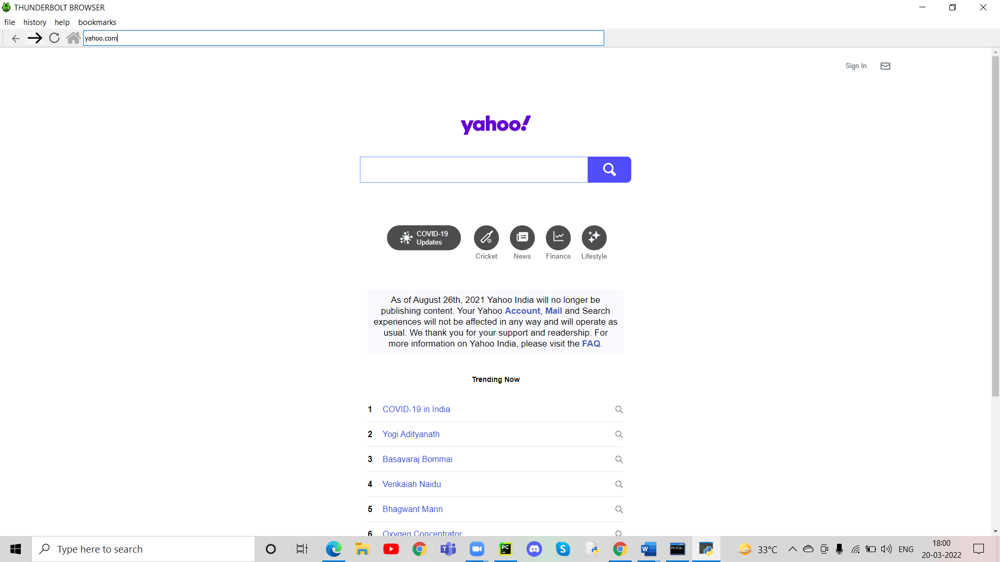 THUNDERBOLT BROWSER
file history help bookmarks
yahoo.com
Sign In
yahoo!
COVID-19
Updates
Cricket News Finance Lifestyle
As of August 26th, 2021 Yahoo India will no longer be
publishing content. Your Yahoo Account, Mail and Search
experiences will not be affected in any way and will operate as
usual. We thank you for your support and readership. For
more information on Yahoo India, please visit the FAQ.
Trending Now
1 COVID-19 in India
2 Yogi Adityanath
3 Basavaraj Bommai
4 Venkaiah Naidu
5 Bhagwant Mann
6 Oxygen Concentrator
Type here to search
PC
MySQL
33°C
ENG
18:00
20-03-2022